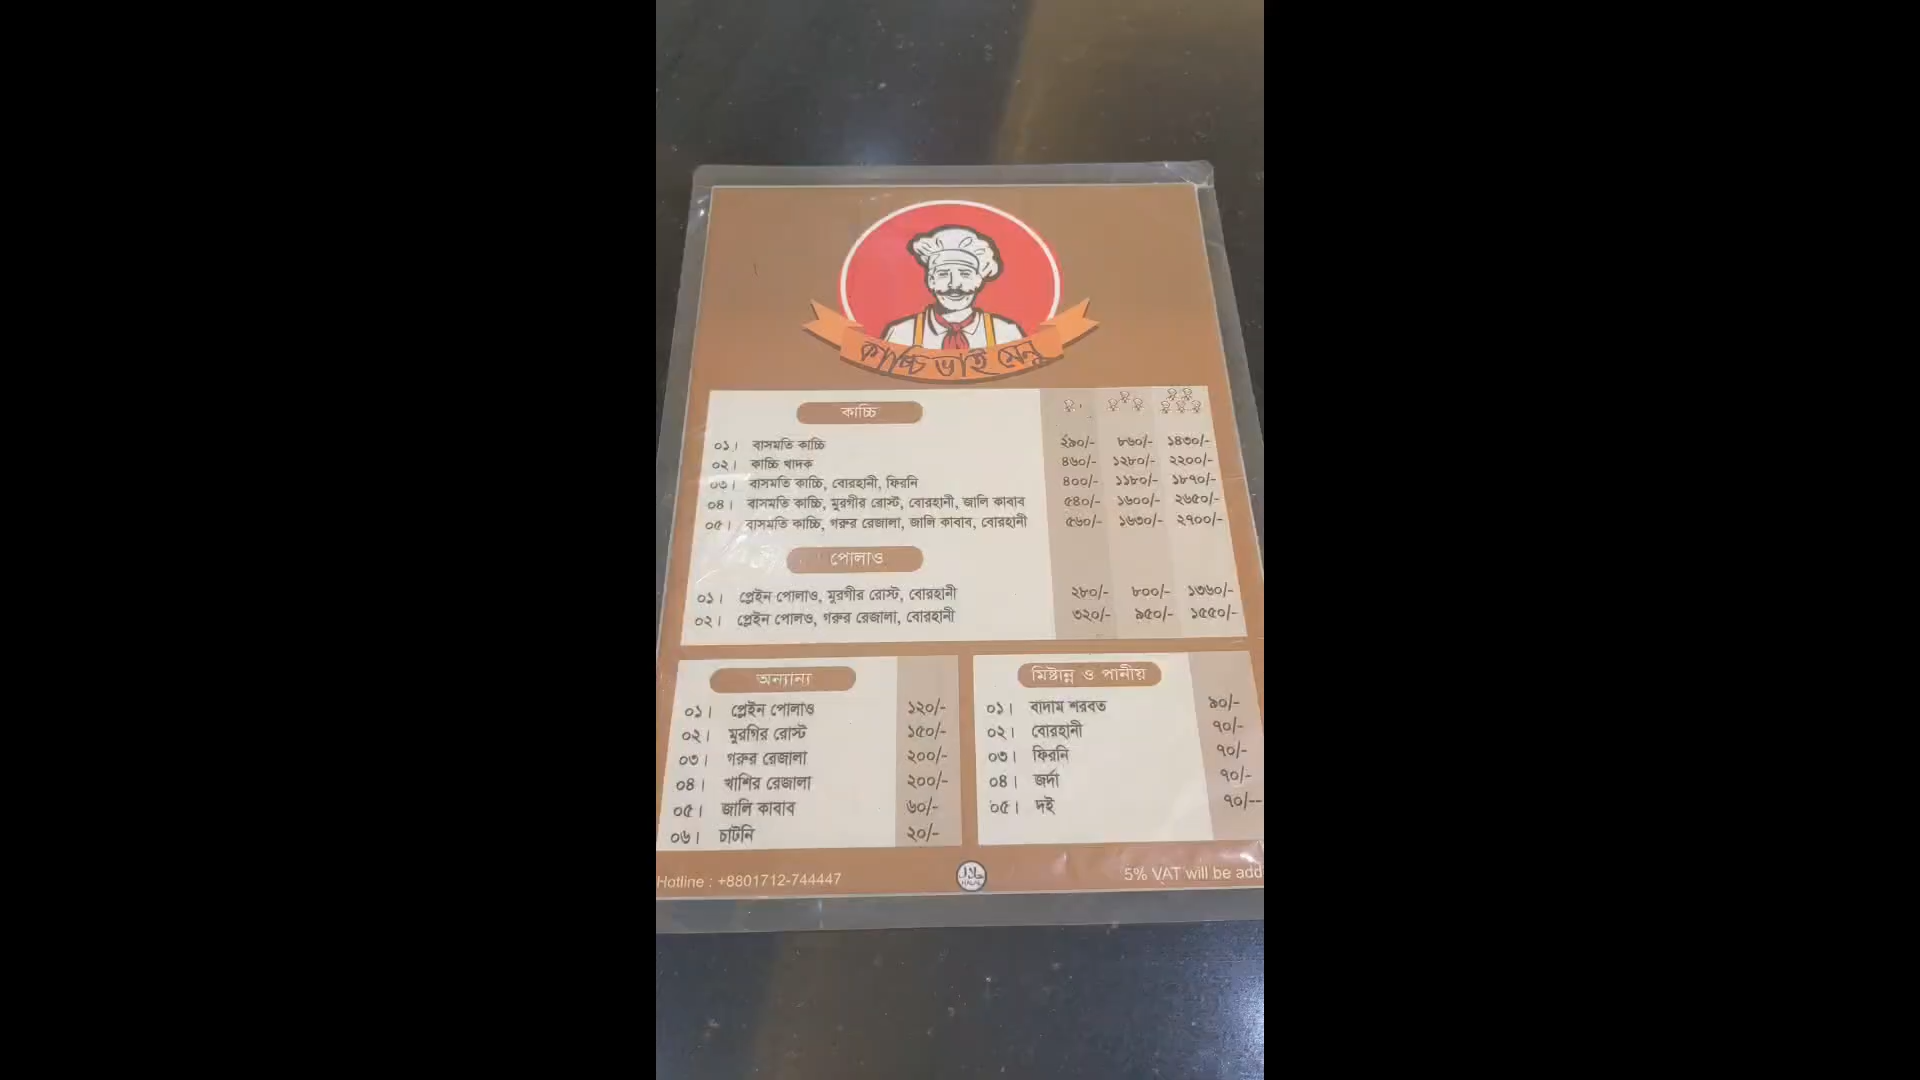 কাচ্চি ভাই মেনু
কাচ্চি
০১। বাসমতি কাচ্চি ২৯০/- ৮৬০/- ১৪৩০/-
০২। কাচ্চি খাদক ৪৬০/- ১২৮০/- ২২০০/-
০৩। বাসমতি কাচ্চি, বোরহানী, ফিরনি ৪০০/- ১১৮০/- ১৮৭০/-
০৪। বাসমতি কাচ্চি, মুরগীর রোস্ট, বোরহানী, জালি কাবাব ৫৪০/- ১৬০০/- ২৬৫০/-
০৫। বাসমতি কাচ্চি, গরুর রেজালা, জালি কাবাব, বোরহানী ৫৬০/- ১৬৩০/- ২৭০০/-
পোলাও
০১। প্লেইন পোলাও, মুরগীর রোস্ট, বোরহানী ২৮০/- ৮০০/- ১৩৬০/-
০২। প্লেইন পোলও, গরুর রেজালা, বোরহানী ৩২০/- ৯৫০/- ১৫৫০/-
অন্যান্য
০১। প্লেইন পোলাও ১২০/-
০২। মুরগির রোস্ট ১৫০/-
০৩। গরুর রেজালা ২০০/-
০৪। খাশির রেজালা ২০০/-
০৫। জালি কাবাব ৬০/-
০৬। চাটনি ২০/-
মিষ্টান্ন ও পানীয়
০১। বাদাম শরবত ৯০/-
০২। বোরহানী ৭০/-
০৩। ফিরনি ৭০/-
০৪। জর্দা ৭০/-
০৫। দই ৭০/--
Hotline : +8801712-744447
حلال
HALAL
5% VAT will be add